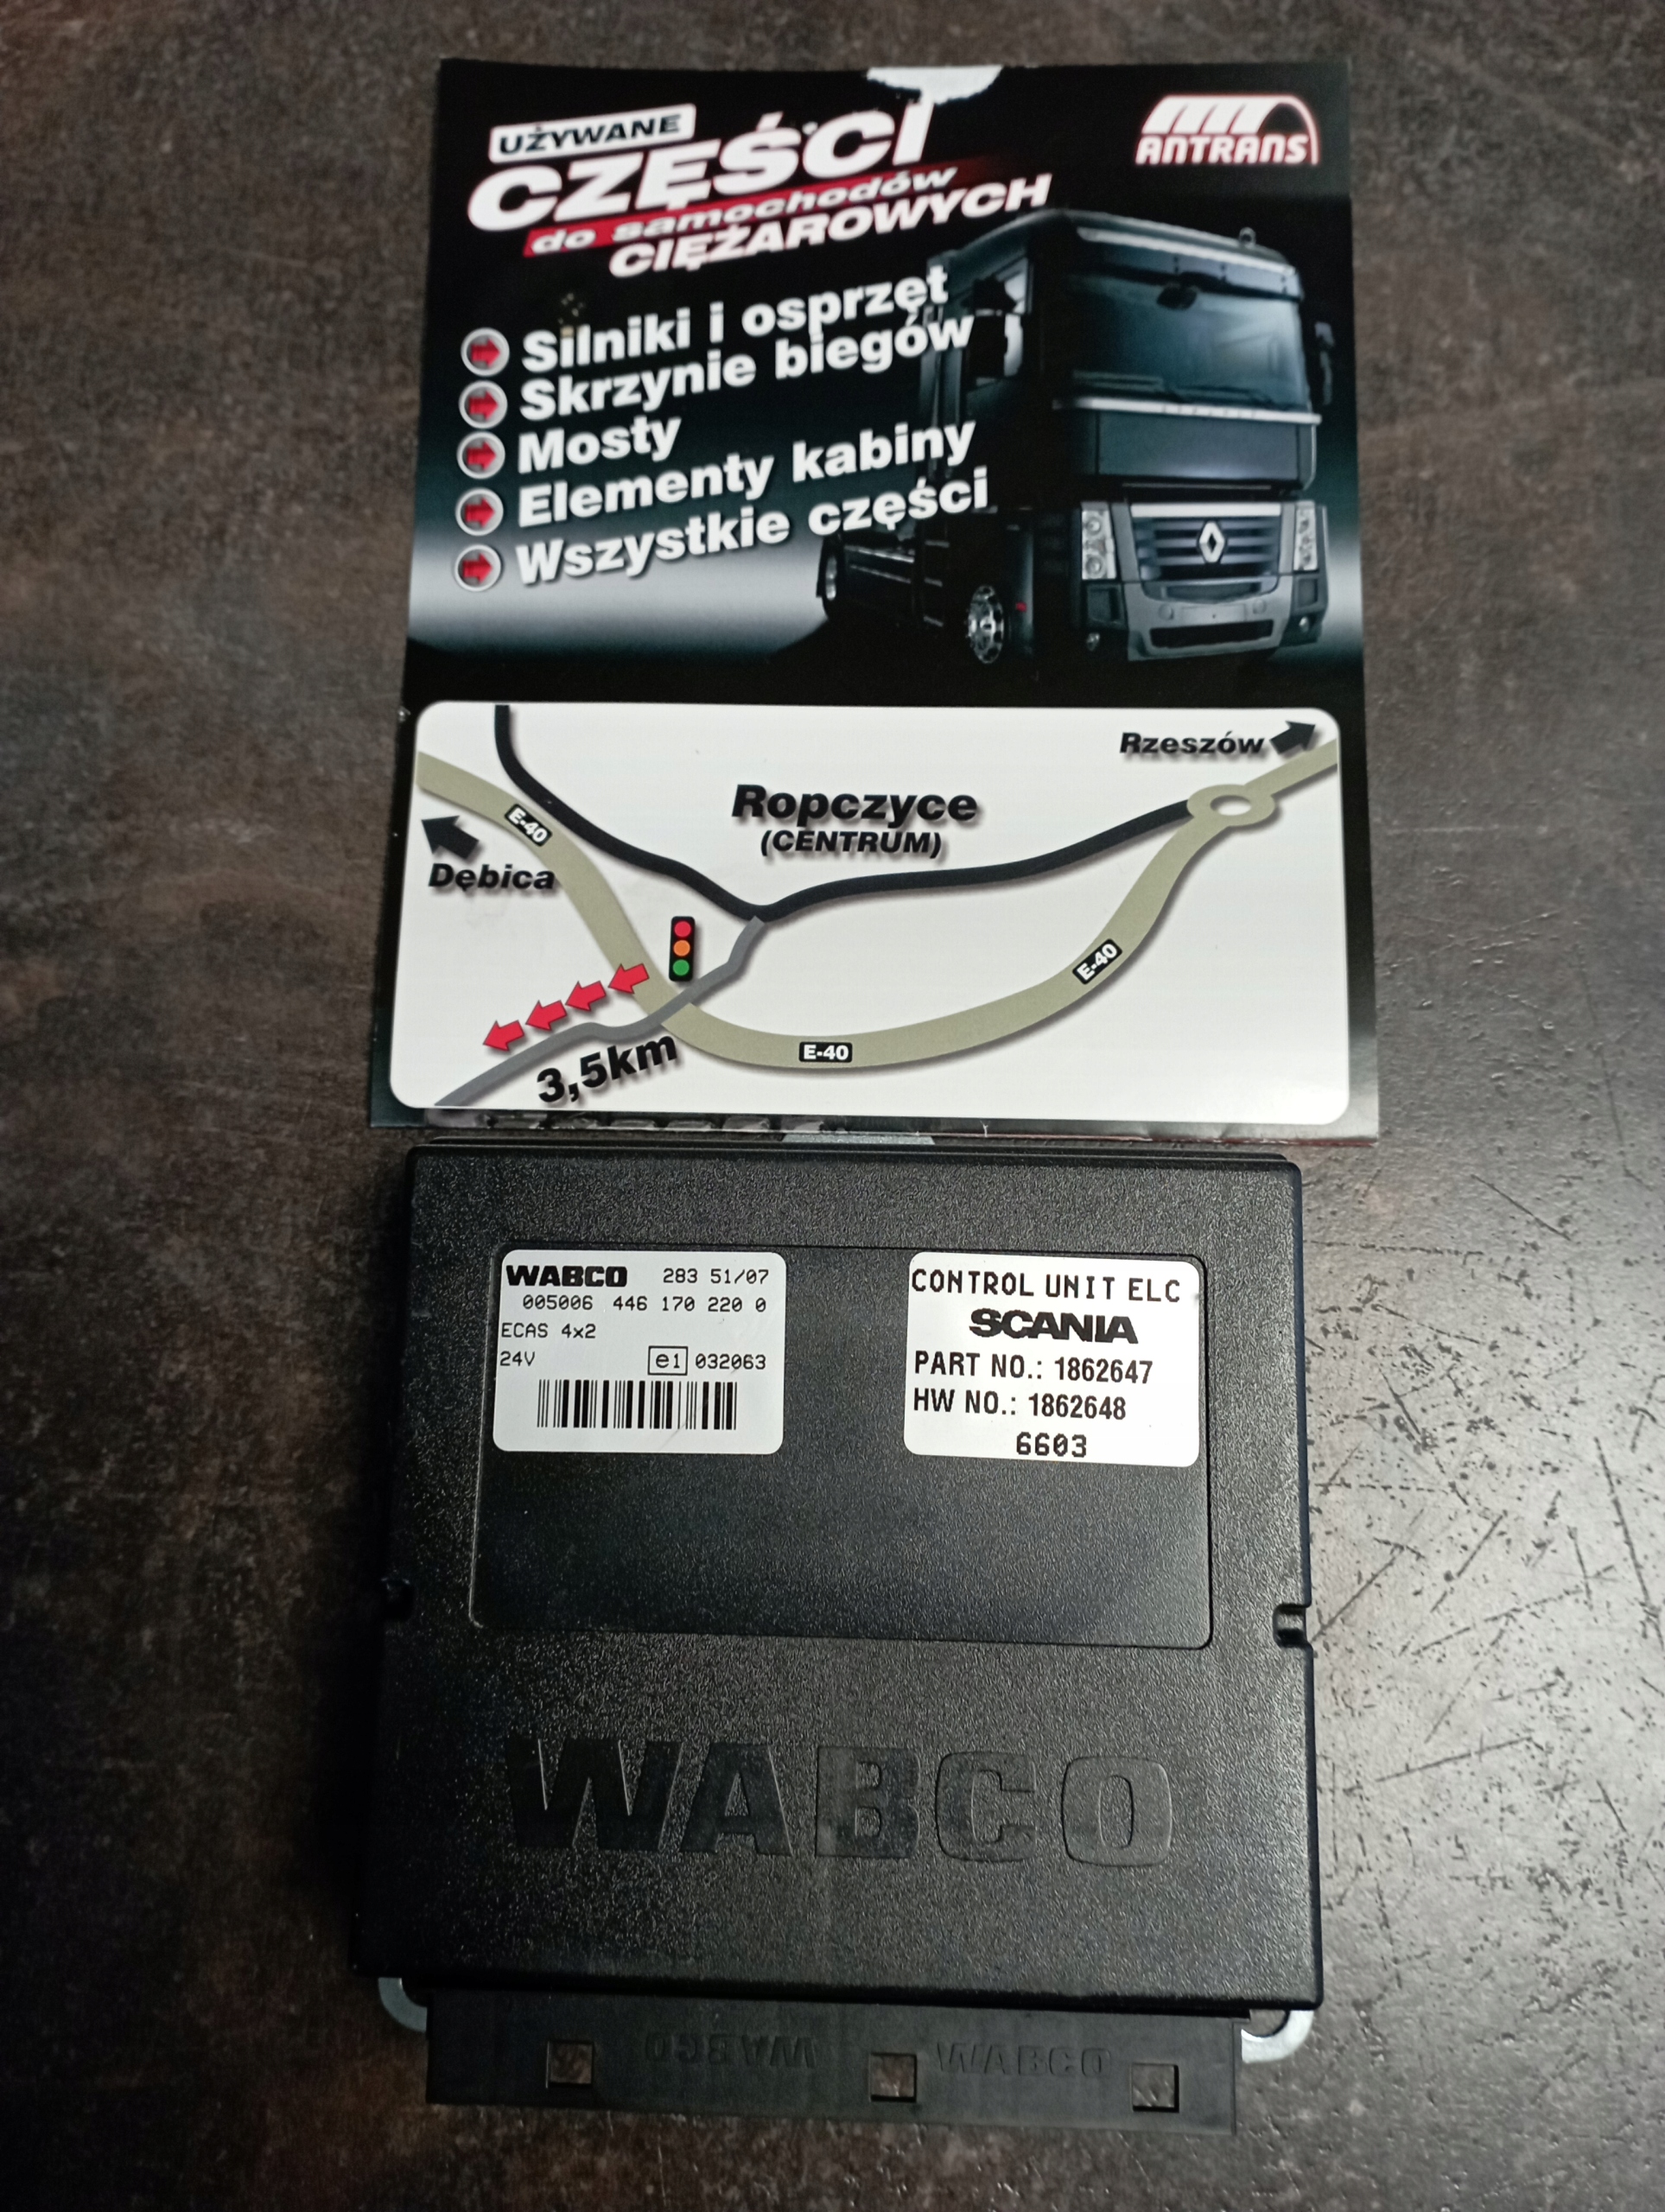 UŻYWANE
CZĘŚCI
do samochodów
CIĘŻAROWYCH
ANTRANS
Silniki i osprzęt
Skrzynie biegów
Mosty
Elementy kabiny
Wszystkie części
Rzeszów
Ropczyce
(CENTRUM)
E-40
Dębica
E-40
E-40
3,5km
WABCO 283 51/07
005006 446 170 220 0
ECAS 4x2
24V e1 032063
CONTROL UNIT ELC
SCANIA
PART NO.: 1862647
HW NO.: 1862648
6603
WABCO
WABCO WABCO